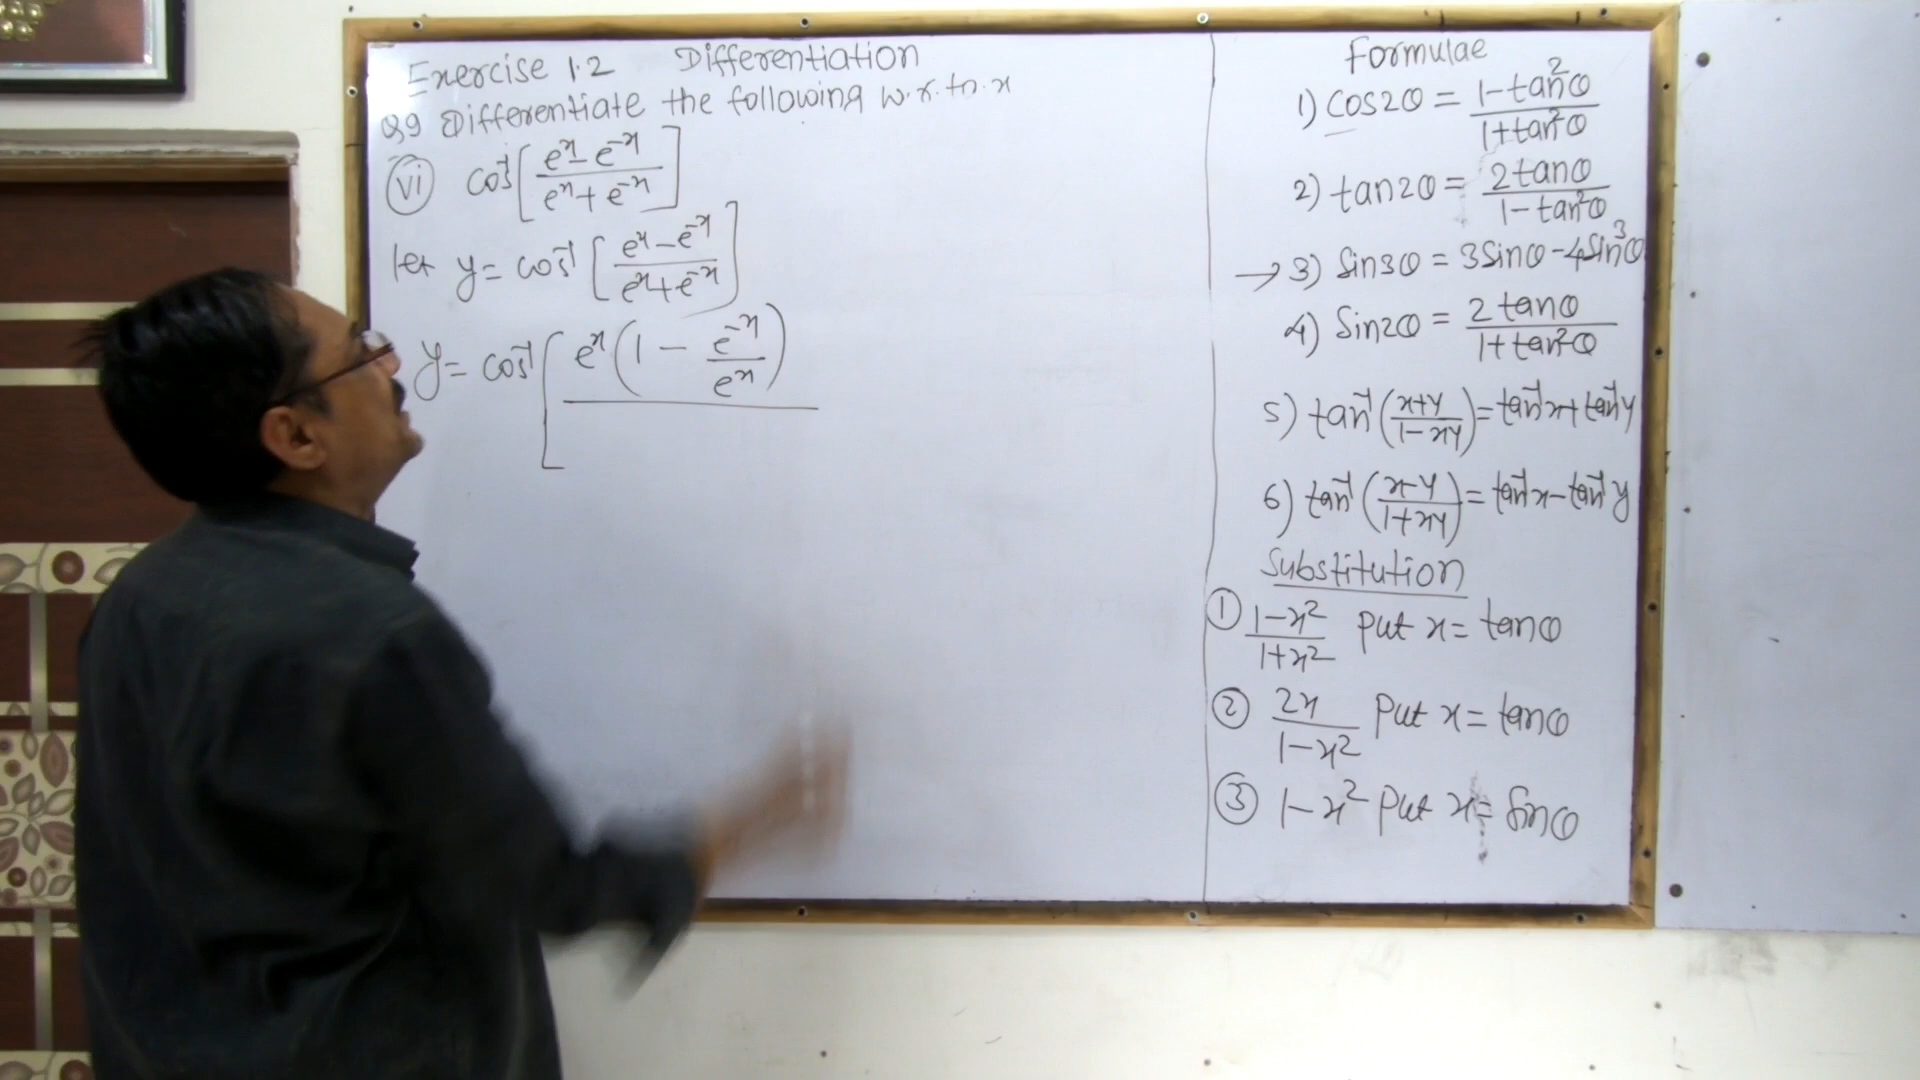 Exercise 1.2 Differentiation
Q9 Differentiate the following w.r.to.x
(vi) cos⁻¹[(eˣ - e⁻ˣ)/(eˣ + e⁻ˣ)]
let y = cos⁻¹[(eˣ - e⁻ˣ)/(eˣ + e⁻ˣ)]
y = cos⁻¹[eˣ(1 - e⁻ˣ/eˣ)
Formulae
1) cos2θ = (1 - tan²θ)/(1 + tan²θ)
2) tan2θ = 2tanθ/(1 - tan²θ)
→ 3) Sin3θ = 3Sinθ - 4Sin³θ
4) Sin2θ = 2tanθ/(1 + tan²θ)
5) tan⁻¹((x+y)/(1-xy)) = tan⁻¹x + tan⁻¹y
6) tan⁻¹((x-y)/(1+xy)) = tan⁻¹x - tan⁻¹y
Substitution
① (1-x²)/(1+x²) Put x = tanθ
② 2x/(1-x²) Put x = tanθ
③ 1-x² Put x = Sinθ